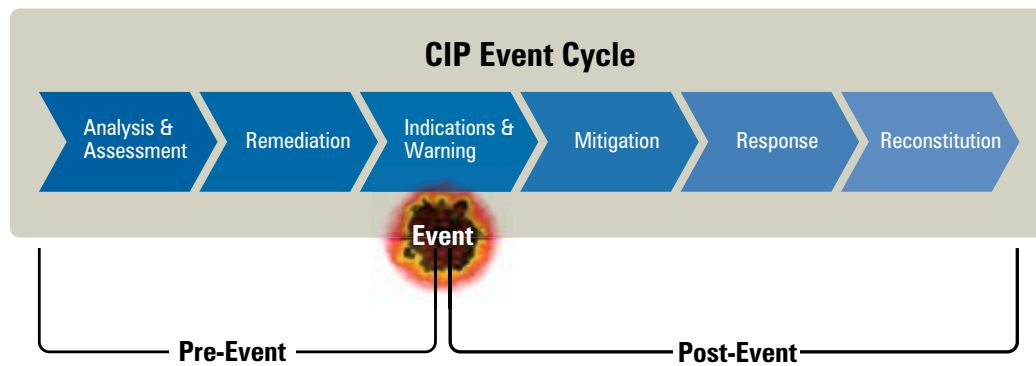 CIP Event Cycle
Analysis &
Assessment
Remediation
Indications &
Warning
Mitigation
Response
Reconstitution
Event
Pre-Event
Post-Event